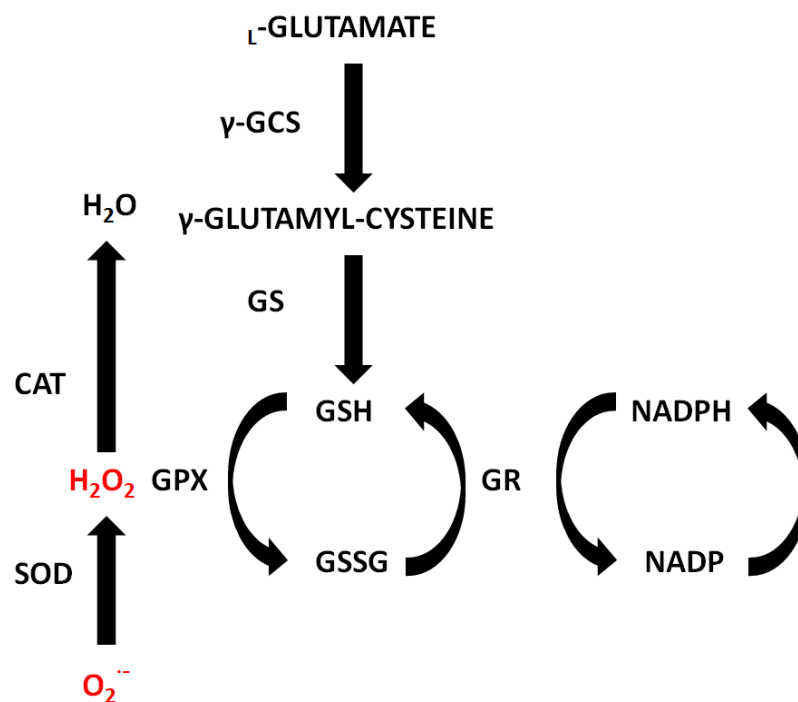 L-GLUTAMATE
γ-GCS
H₂O
γ-GLUTAMYL-CYSTEINE
GS
CAT
GSH
NADPH
H₂O₂
GPX
GR
SOD
GSSG
NADP
O₂·⁻